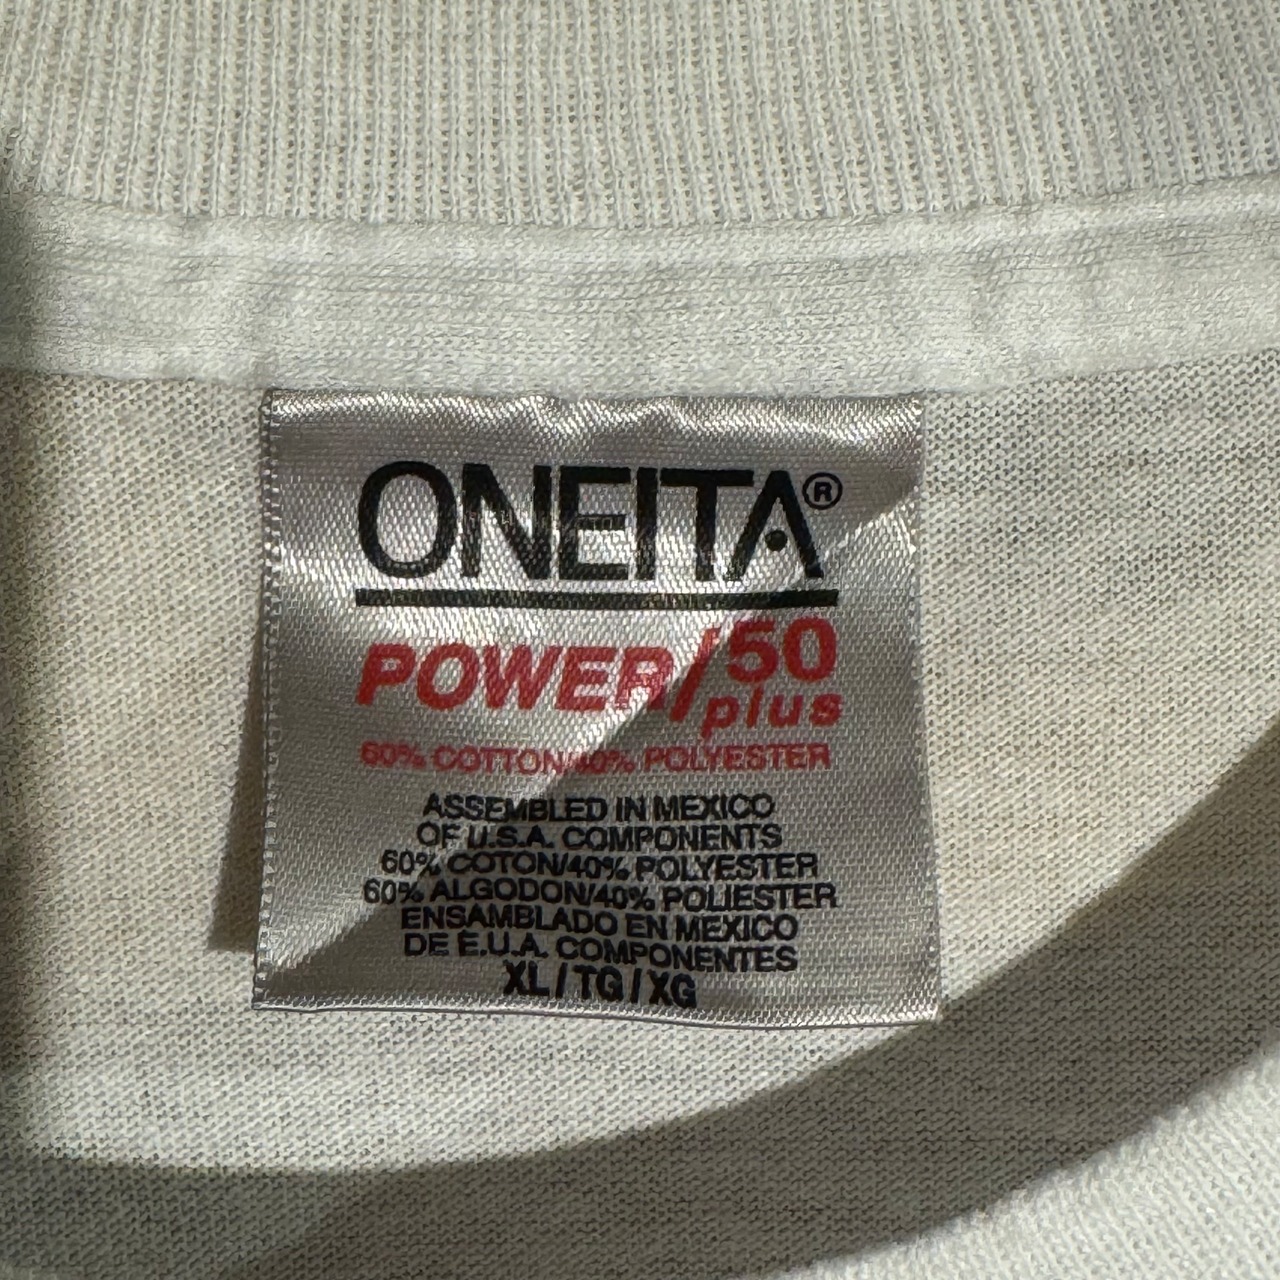 ONEITA®
POWER/50 plus
60% COTTON/40% POLYESTER
ASSEMBLED IN MEXICO
OF U.S.A. COMPONENTS
60% COTON/40% POLYESTER
60% ALGODON/40% POLIESTER
ENSAMBLADO EN MEXICO
DE E.U.A. COMPONENTES
XL/TG/XG